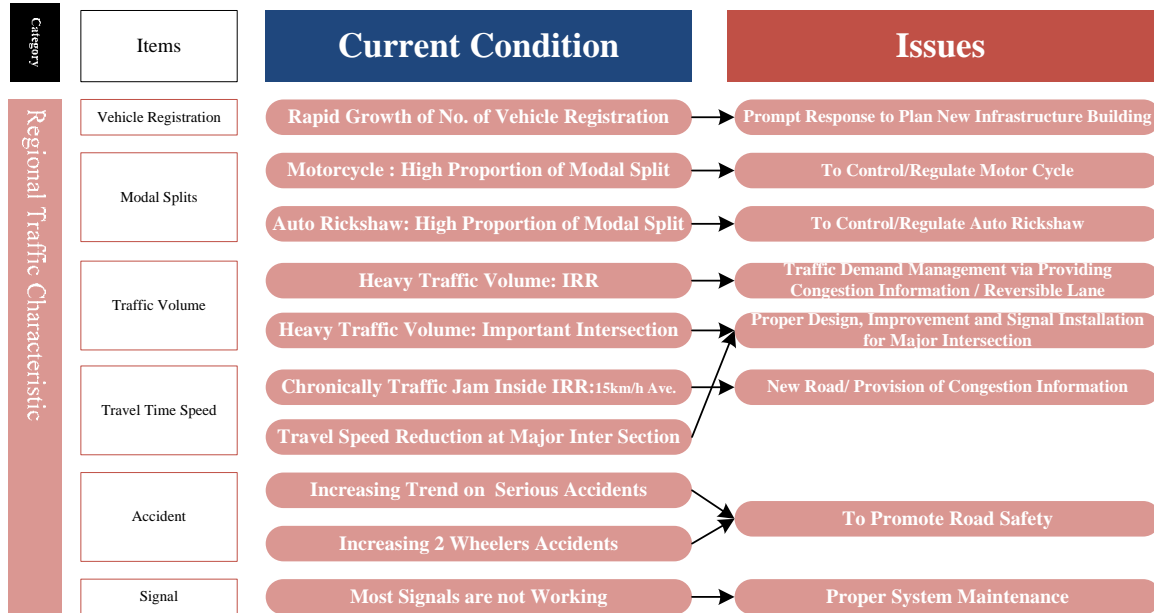 Category
Items
Current Condition
Issues
Regional Traffic Characteristic
Vehicle Registration
Rapid Growth of No. of Vehicle Registration
Prompt Response to Plan New Infrastructure Building
Modal Splits
Motorcycle : High Proportion of Modal Split
To Control/Regulate Motor Cycle
Auto Rickshaw: High Proportion of Modal Split
To Control/Regulate Auto Rickshaw
Traffic Volume
Heavy Traffic Volume: IRR
Traffic Demand Management via Providing
Congestion Information / Reversible Lane
Heavy Traffic Volume: Important Intersection
Proper Design, Improvement and Signal Installation
for Major Intersection
Travel Time Speed
Chronically Traffic Jam Inside IRR:15km/h Ave.
New Road/ Provision of Congestion Information
Travel Speed Reduction at Major Inter Section
Accident
Increasing Trend on Serious Accidents
To Promote Road Safety
Increasing 2 Wheelers Accidents
Signal
Most Signals are not Working
Proper System Maintenance